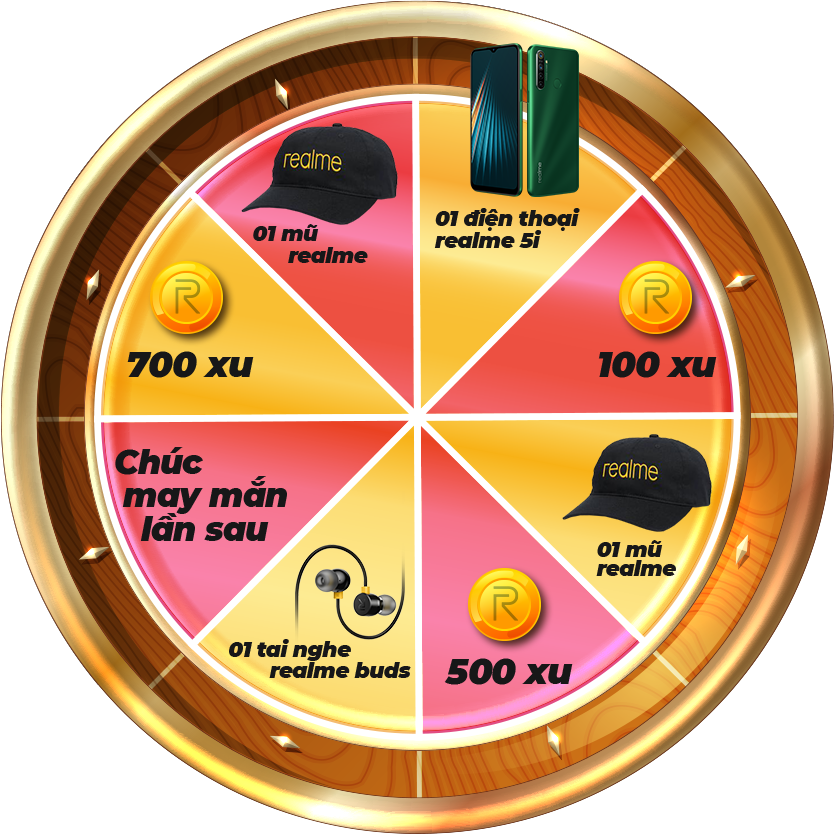 realme
01 mũ
realme
01 điện thoại
realme 5i
R
700 xu
R
100 xu
Chúc
may mắn
lần sau
realme
01 mũ
realme
01 tai nghe
realme buds
R
500 xu